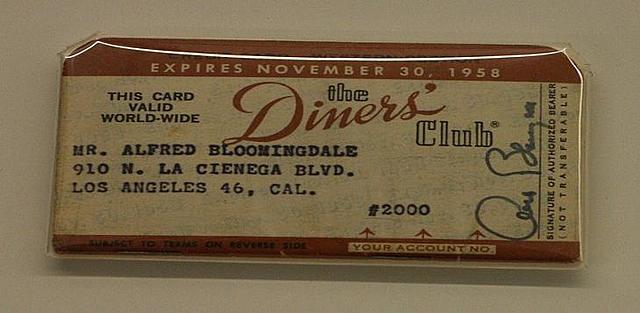 EXPIRES NOVEMBER 30, 1958
THIS CARD
VALID
WORLD-WIDE
the
Diners'
Club®
MR. ALFRED BLOOMINGDALE
910 N. LA CIENEGA BLVD.
LOS ANGELES 46, CAL.
#2000
SUBJECT TO TERMS ON REVERSE SIDE
YOUR ACCOUNT NO.
SIGNATURE OF AUTHORIZED BEARER
(NOT TRANSFERABLE)